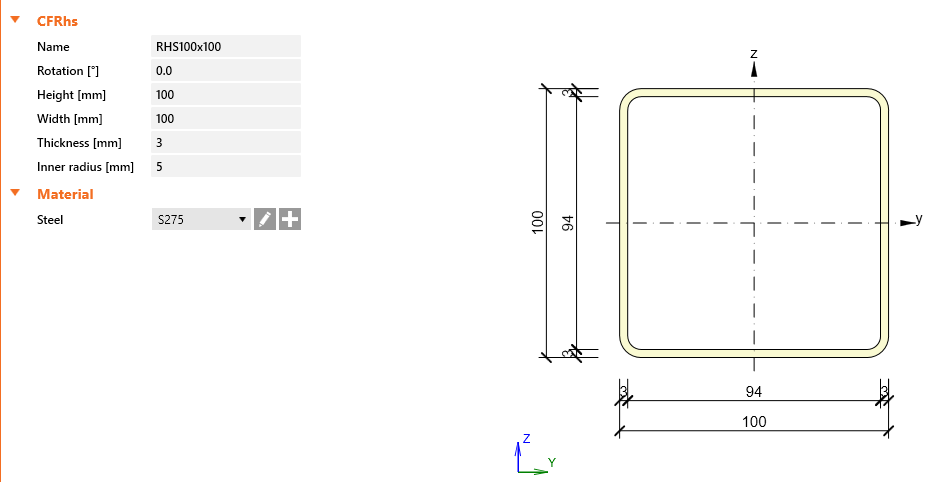 CFRhs
Name RHS100x100
Rotation [°] 0.0
Height [mm] 100
Width [mm] 100
Thickness [mm] 3
Inner radius [mm] 5
Material
Steel S275
z
3
100
94
y
3
3
94
3
100
Z
Y